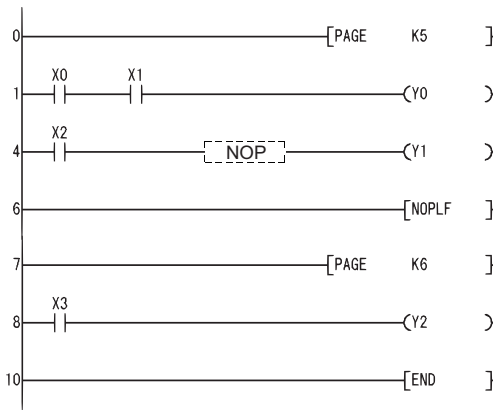 0 [PAGE K5 ]
X0 X1
1 (Y0 )
X2
4 NOP (Y1 )
6 [NOPLF ]
7 [PAGE K6 ]
X3
8 (Y2 )
10 [END ]